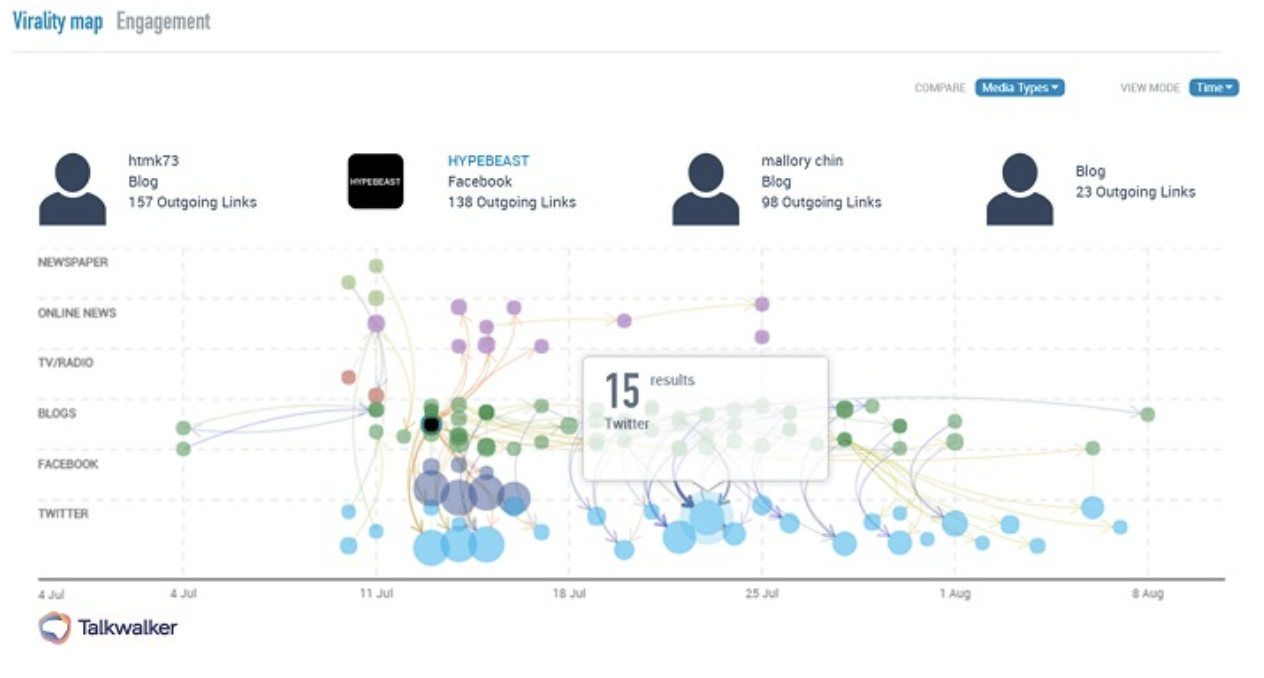 Virality map Engagement
COMPARE Media Types VIEW MODE Time
htmk73
Blog
157 Outgoing Links
HYPEBEAST
HYPEBEAST
Facebook
138 Outgoing Links
mallory chin
Blog
98 Outgoing Links
Blog
23 Outgoing Links
NEWSPAPER
ONLINE NEWS
TV/RADIO
BLOGS
FACEBOOK
TWITTER
15 results
Twitter
4 Jul 4 Jul 11 Jul 18 Jul 25 Jul 1 Aug 8 Aug
Talkwalker